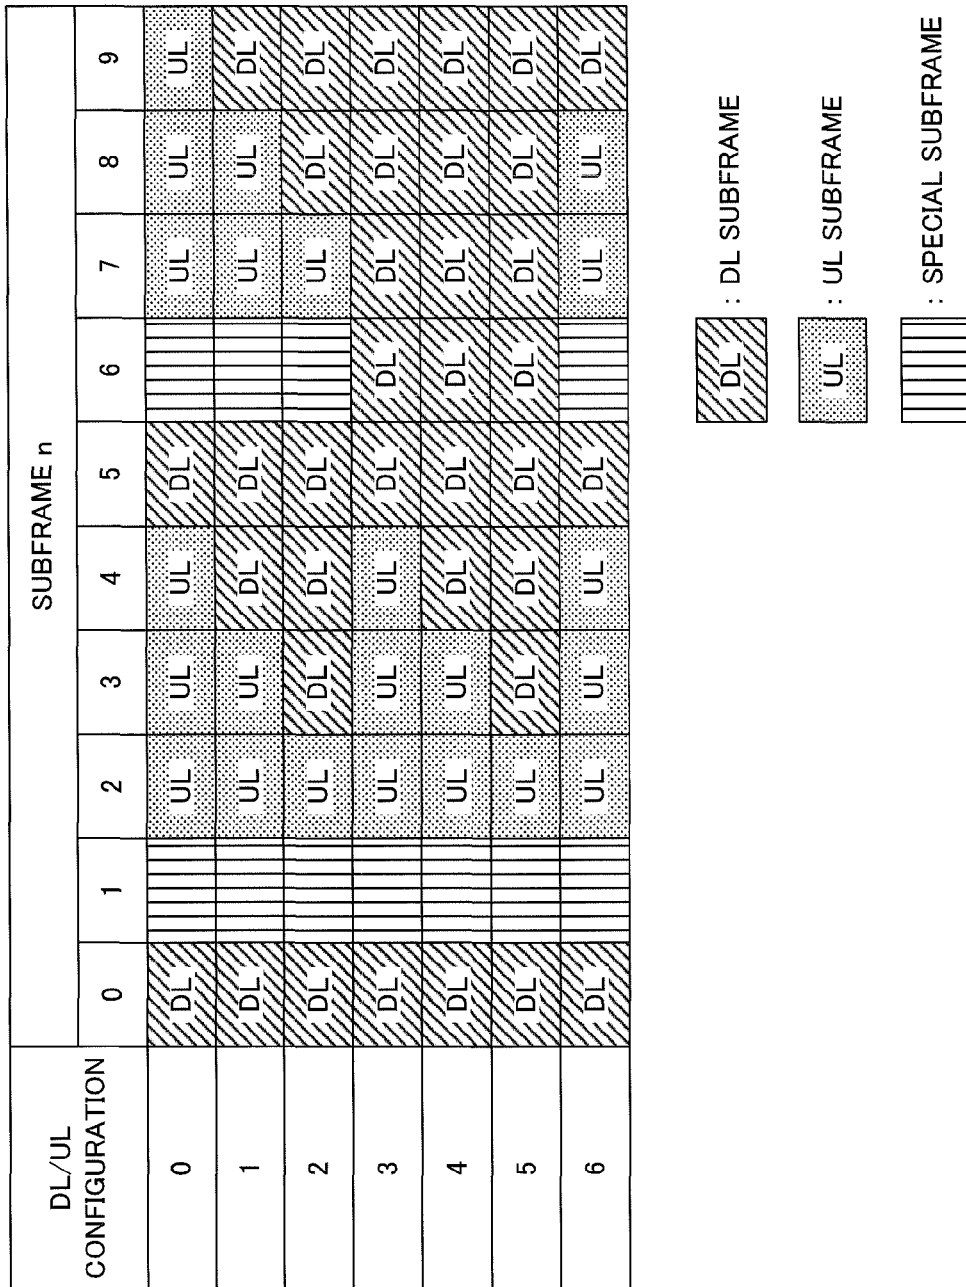 DL/UL CONFIGURATION SUBFRAME n
0 1 2 3 4 5 6 7 8 9
0 DL UL UL UL DL UL UL UL
1 DL UL UL DL DL UL UL DL
2 DL UL DL DL DL UL DL DL
3 DL UL UL UL DL DL DL DL DL
4 DL UL UL DL DL DL DL DL DL
5 DL UL DL DL DL DL DL DL DL
6 DL UL UL UL DL UL UL DL
DL : DL SUBFRAME
UL : UL SUBFRAME
: SPECIAL SUBFRAME